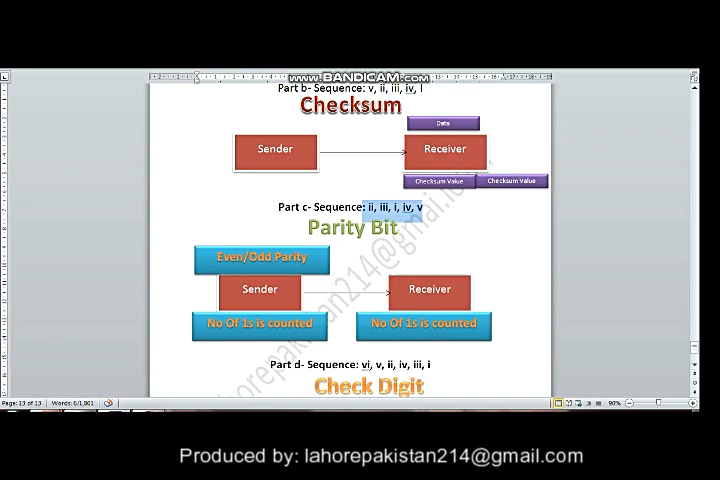 www.BANDICAM.com
Part b- Sequence: v, ii, iii, iv, I
Checksum
Data
Sender
Receiver
Checksum Value
Checksum Value
Part c- Sequence: ii, iii, i, iv, v
Parity Bit
Even/Odd Parity
Sender
Receiver
No Of 1s is counted
No Of 1s is counted
Part d- Sequence: vi, v, ii, iv, iii, i
Check Digit
lahorepakistan214@gmail.com
Page: 13 of 13
Words: 6/1,801
90%
Produced by: lahorepakistan214@gmail.com